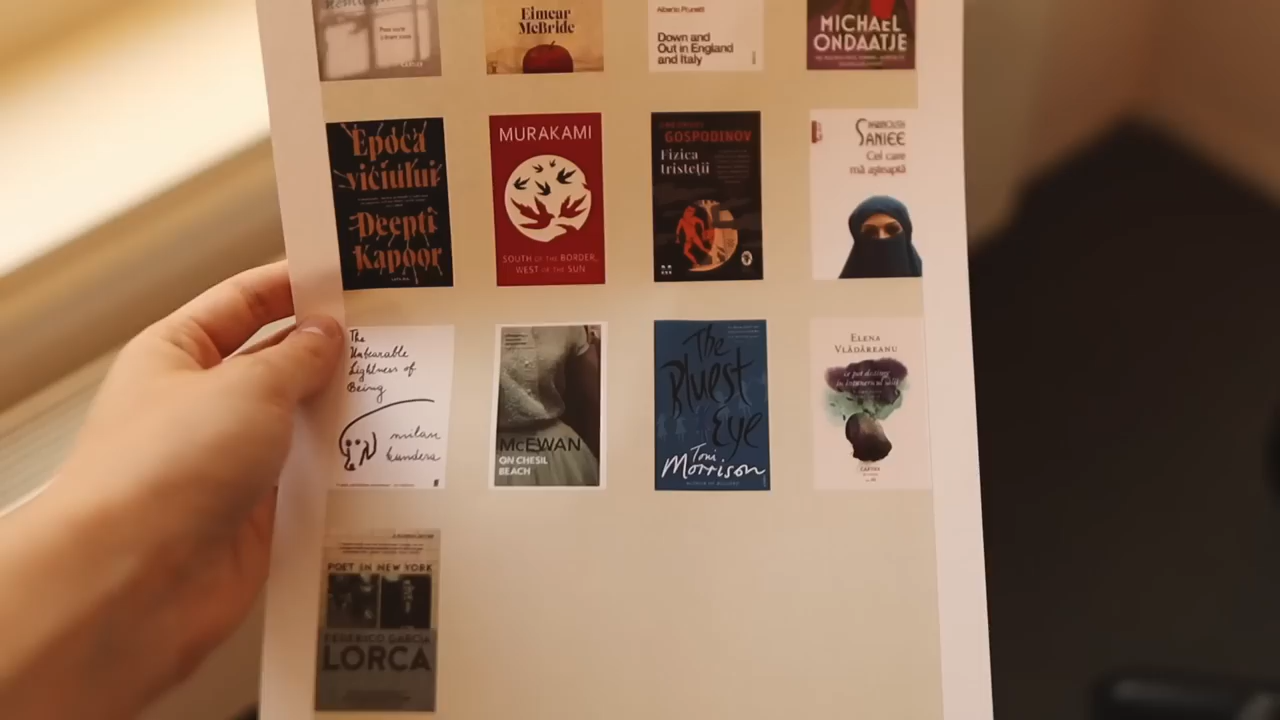 Eimear
McBride
Alberto Prunetti
Down and
Out in England
and Italy
MICHAEL
ONDAATJE
Epoca
viciului
Deepti
Kapoor
MURAKAMI
SOUTH OF THE BORDER,
WEST OF THE SUN
GOSPODINOV
Fizica
tristeții
SANIEE
Cel care
mă așteaptă
The
Unbearable
Lightness of
Being
milan
kundera
McEWAN
ON CHESIL
BEACH
The
Bluest
Eye
Toni
Morrison
ELENA
VLĂDĂREANU
CARTEA
POET IN NEW YORK
FEDERICO GARCÍA
LORCA